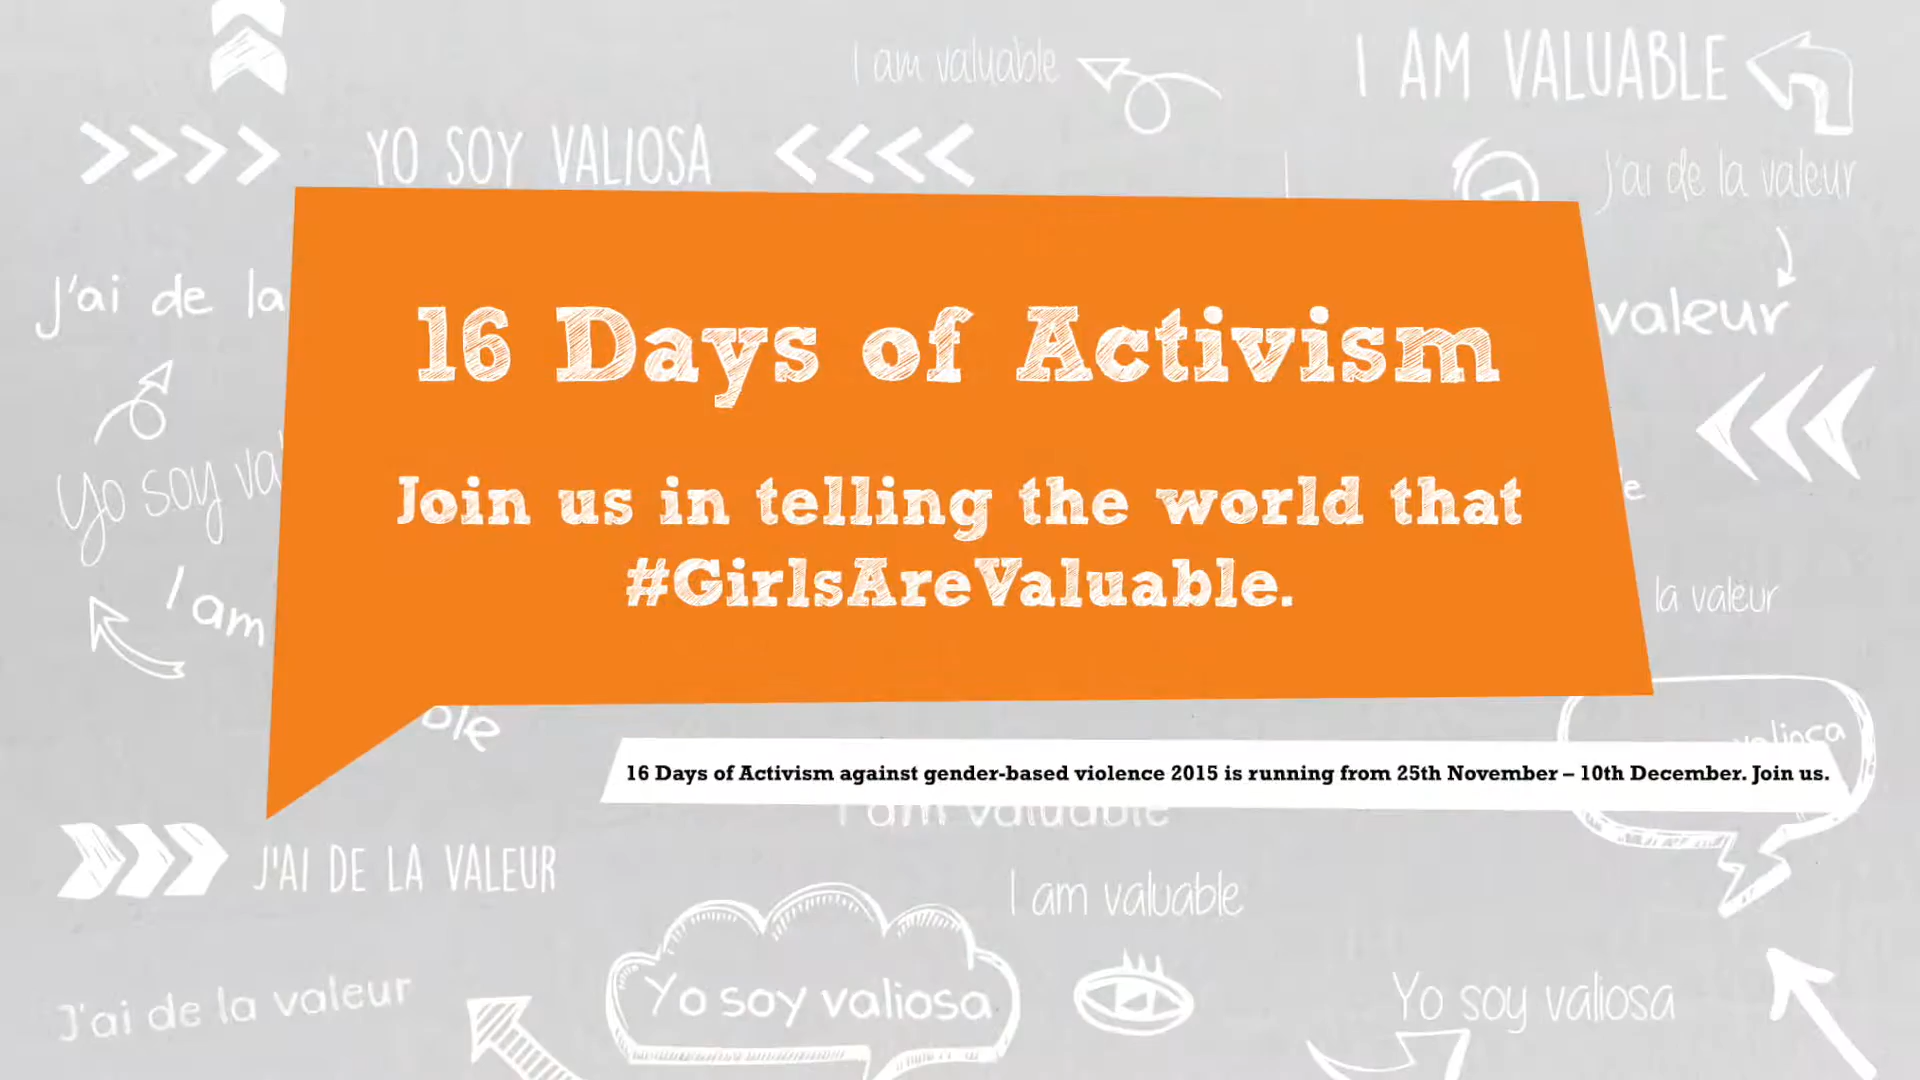 I am valuable
I AM VALUABLE
YO SOY VALIOSA
J'ai de la valeur
J'ai de la
valeur
16 Days of Activism
Yo soy
Join us in telling the world that
#GirlsAreValuable.
I am
la valeur
16 Days of Activism against gender-based violence 2015 is running from 25th November – 10th December. Join us.
I am valuable
J'AI DE LA VALEUR
I am valuable
J'ai de la valeur
Yo soy valiosa
Yo soy valiosa